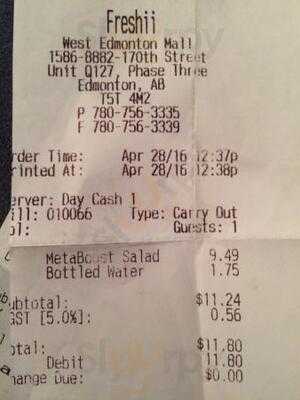 Freshii
West Edmonton Mall
1586-8882-170th Street
Unit Q127, Phase Three
Edmonton, AB
T5T 4M2
P 780-756-3335
F 780-756-3339
rder Time: Apr 28/16 12:37p
rinted At: Apr 28/16 12:38p
erver: Day Cash 1
ill: 010066 Type: Carry Out
ol: Guests: 1
MetaBoost Salad 9.49
Bottled Water 1.75
ubtotal: $11.24
GST [5.0%]: 0.56
otal: $11.80
Debit 11.80
hange Due: $0.00